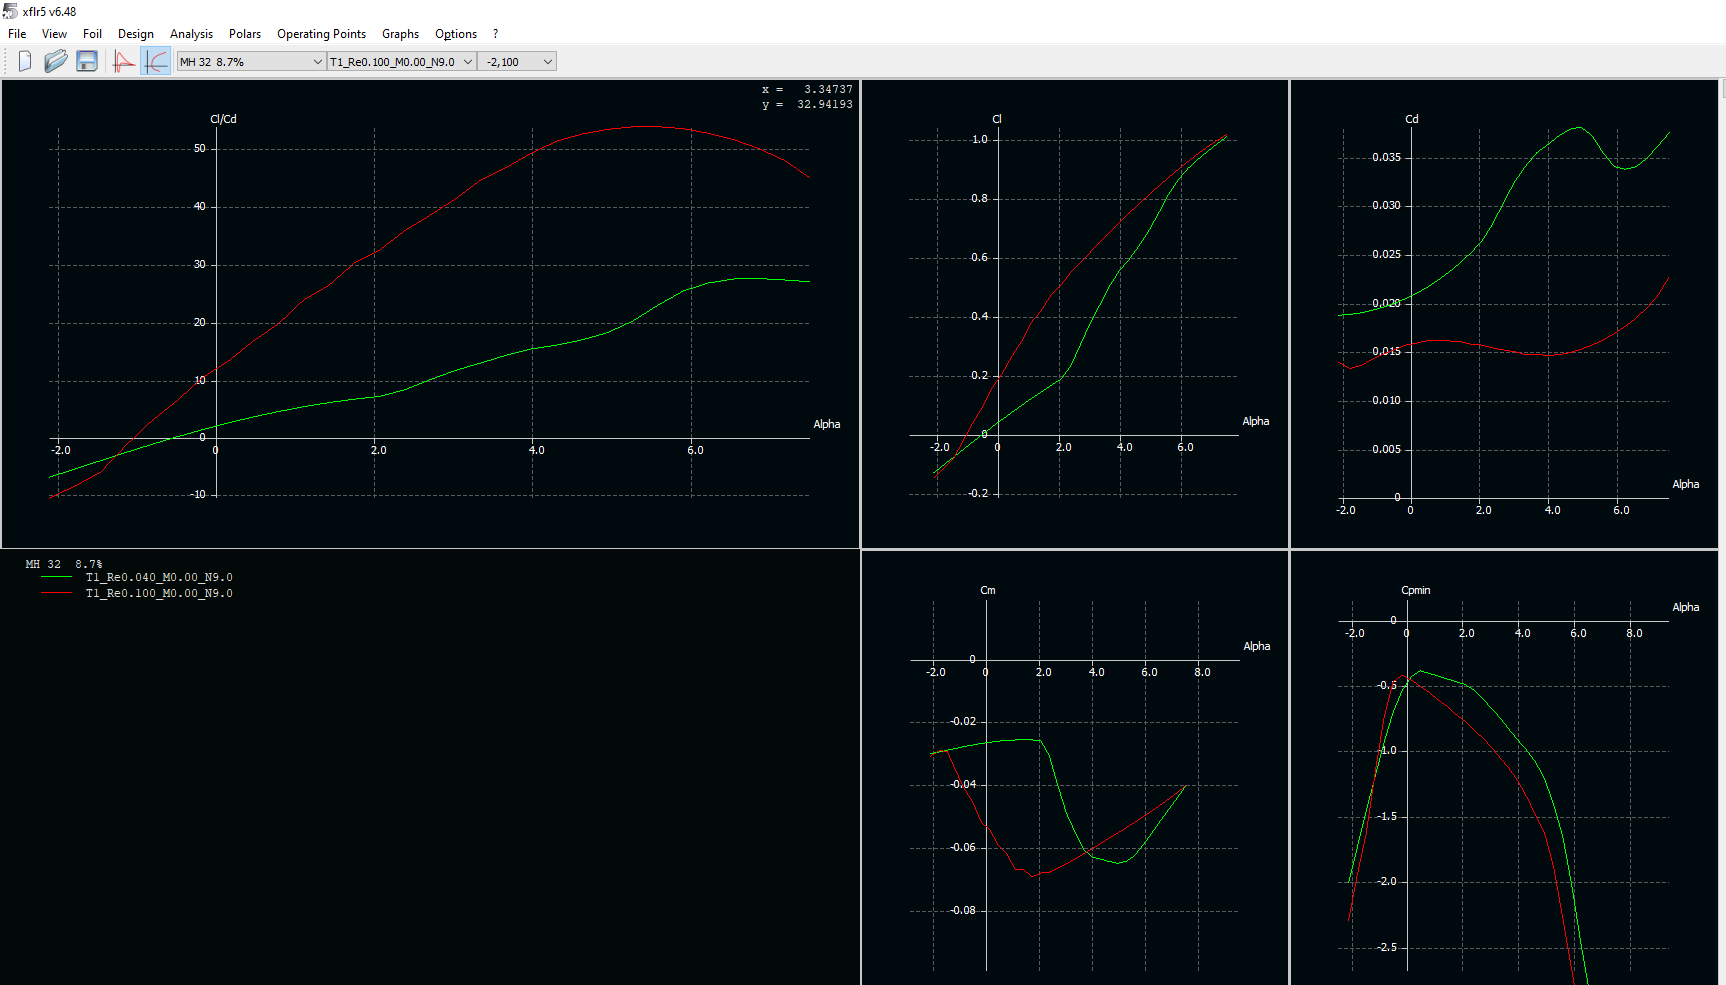 xflr5 v6.48
File View Foil Design Analysis Polars Operating Points Graphs Options ?
MH 32 8.7% T1_Re0.100_M0.00_N9.0 -2,100
x = 3.34737
y = 32.94193
Cl/Cd
50
40
30
20
10
0
-10
-2.0 0 2.0 4.0 6.0
Alpha
Cl
1.0
0.8
0.6
0.4
0.2
0
-0.2
-2.0 0 2.0 4.0 6.0
Alpha
Cd
0.035
0.030
0.025
0.020
0.015
0.010
0.005
0
-2.0 0 2.0 4.0 6.0
Alpha
MH 32 8.7%
T1_Re0.040_M0.00_N9.0
T1_Re0.100_M0.00_N9.0
Cm
Alpha
0
-2.0 0 2.0 4.0 6.0 8.0
-0.02
-0.04
-0.06
-0.08
Cpmin
Alpha
0
-2.0 0 2.0 4.0 6.0 8.0
-0.5
-1.0
-1.5
-2.0
-2.5